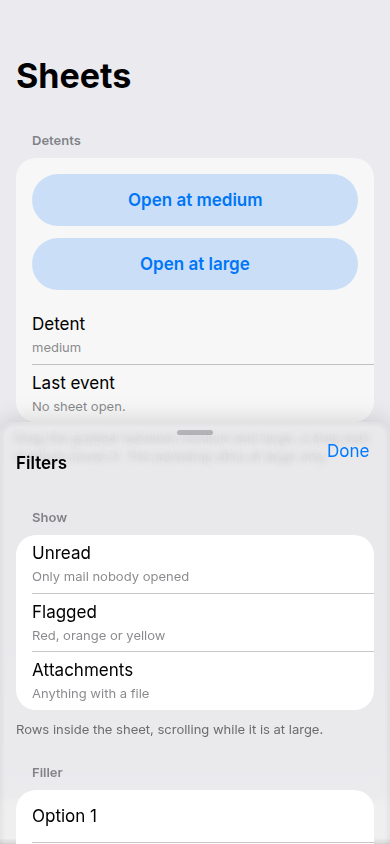 Sheets
Detents
Open at medium
Open at large
Detent
medium
Last event
No sheet open.
Filters
Done
Show
Unread
Only mail nobody opened
Flagged
Red, orange or yellow
Attachments
Anything with a file
Rows inside the sheet, scrolling while it is at large.
Filler
Option 1